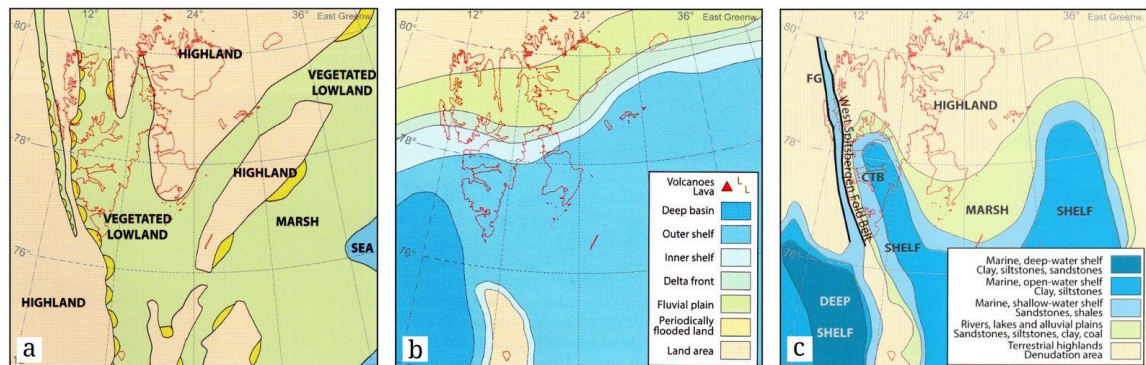 80°
12°
24°
36°
East Greenw.
HIGHLAND
VEGETATED
LOWLAND
78°
HIGHLAND
VEGETATED
LOWLAND
MARSH
76°
SEA
HIGHLAND
a
80°
12°
24°
36°
East Greenw.
78°
76°
Volcanoes
Lava
L
L
Deep basin
Outer shelf
Inner shelf
Delta front
Fluvial plain
Periodically
flooded land
Land area
b
80°
12°
24°
36°
East Greenw.
FG
HIGHLAND
West Spitsbergen Fold Belt
78°
CTB
MARSH
SHELF
SHELF
76°
DEEP
SHELF
Marine, deep-water shelf
Clay, siltstones, sandstones
Marine, open-water shelf
Clay, siltstones
Marine, shallow-water shelf
Sandstones, shales
Rivers, lakes and alluvial plains
Sandstones, siltstones, clay, coal
Terrestrial highlands
Denudation area
c